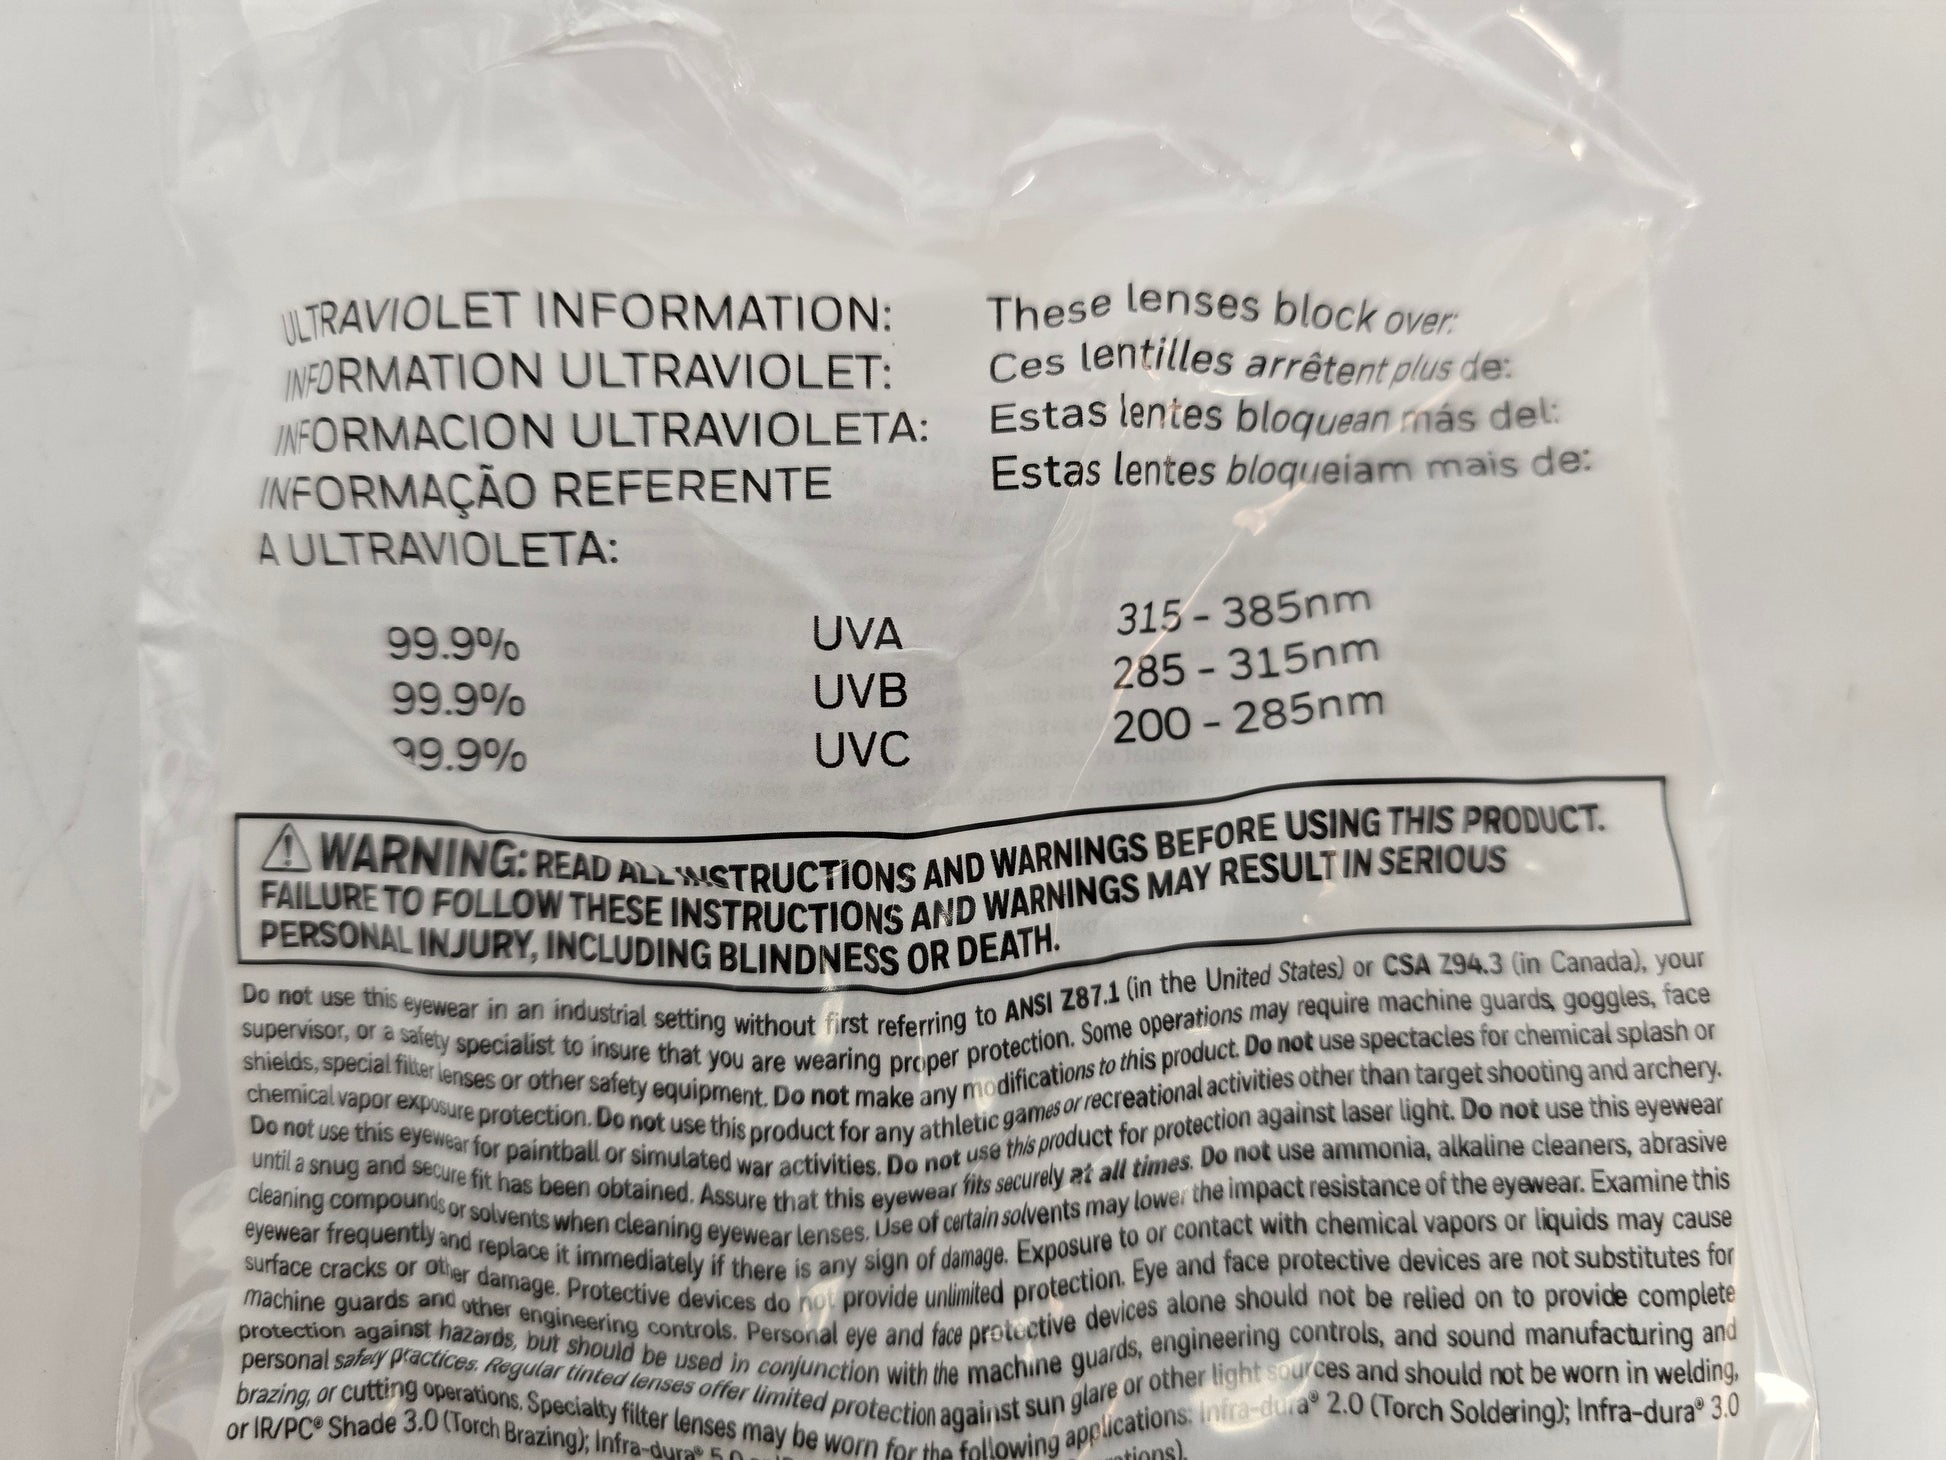 ULTRAVIOLET INFORMATION: These lenses block over:
INFORMATION ULTRAVIOLET: Ces lentilles arrêtent plus de:
INFORMACION ULTRAVIOLETA: Estas lentes bloquean más del:
INFORMAÇÃO REFERENTE Estas lentes bloqueiam mais de:
A ULTRAVIOLETA:
99.9% UVA 315 - 385nm
99.9% UVB 285 - 315nm
99.9% UVC 200 - 285nm
WARNING: READ ALL INSTRUCTIONS AND WARNINGS BEFORE USING THIS PRODUCT.
FAILURE TO FOLLOW THESE INSTRUCTIONS AND WARNINGS MAY RESULT IN SERIOUS
PERSONAL INJURY, INCLUDING BLINDNESS OR DEATH.
Do not use this eyewear in an industrial setting without first referring to ANSI Z87.1 (in the United States) or CSA Z94.3 (in Canada), your
supervisor, or a safety specialist to insure that you are wearing proper protection. Some operations may require machine guards, goggles, face
shields, special filter lenses or other safety equipment. Do not make any modifications to this product. Do not use spectacles for chemical splash or
chemical vapor exposure protection. Do not use this product for any athletic games or recreational activities other than target shooting and archery.
Do not use this eyewear for paintball or simulated war activities. Do not use this product for protection against laser light. Do not use this eyewear
until a snug and secure fit has been obtained. Assure that this eyewear fits securely at all times. Do not use ammonia, alkaline cleaners, abrasive
cleaning compounds or solvents when cleaning eyewear lenses. Use of certain solvents may lower the impact resistance of the eyewear. Examine this
eyewear frequently and replace it immediately if there is any sign of damage. Exposure to or contact with chemical vapors or liquids may cause
surface cracks or other damage. Protective devices do not provide unlimited protection. Eye and face protective devices are not substitutes for
machine guards and other engineering controls. Personal eye and face protective devices alone should not be relied on to provide complete
protection against hazards, but should be used in conjunction with the machine guards, engineering controls, and sound manufacturing and
personal safety practices. Regular tinted lenses offer limited protection against sun glare or other light sources and should not be worn in welding,
brazing, or cutting operations. Specialty filter lenses may be worn for the following applications: Infra-dura® 2.0 (Torch Soldering); Infra-dura® 3.0
or IR/PC® Shade 3.0 (Torch Brazing); Infra-dura® 5.0